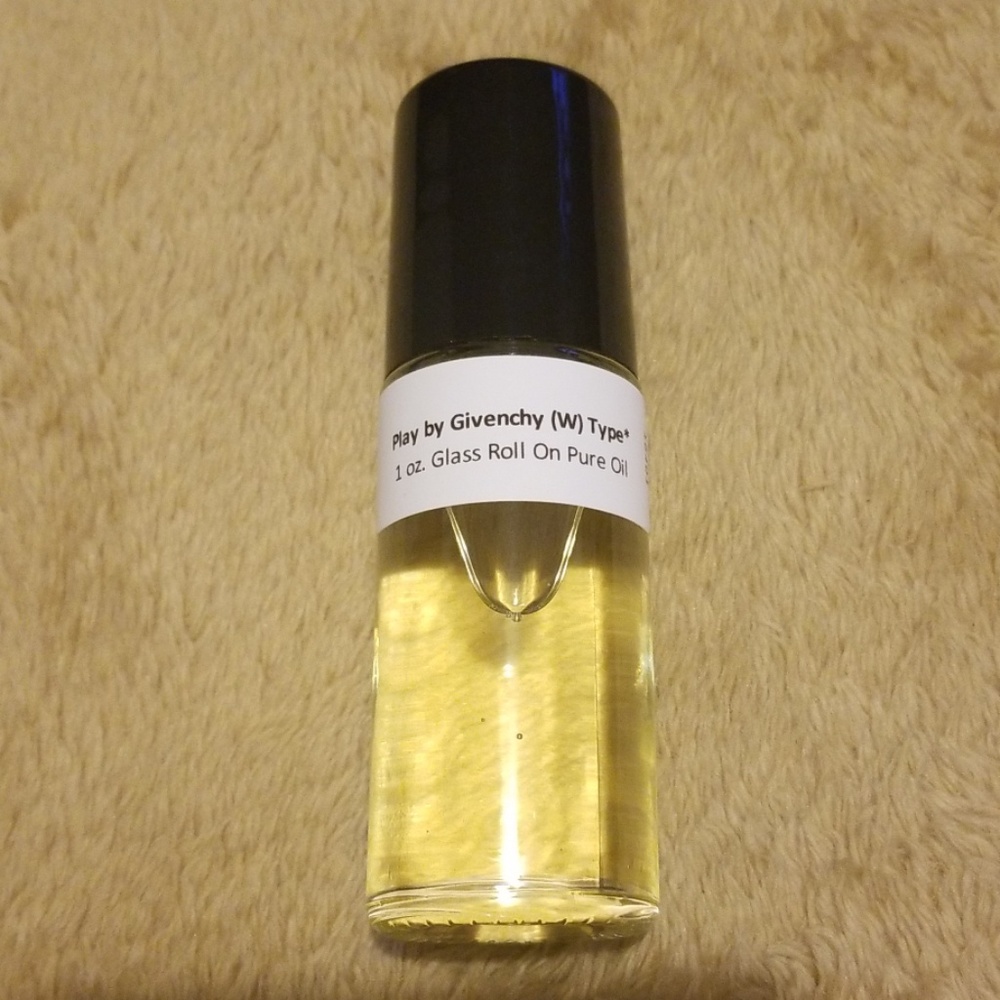 Play by Givenchy (W) Type*
1 oz. Glass Roll On Pure Oil